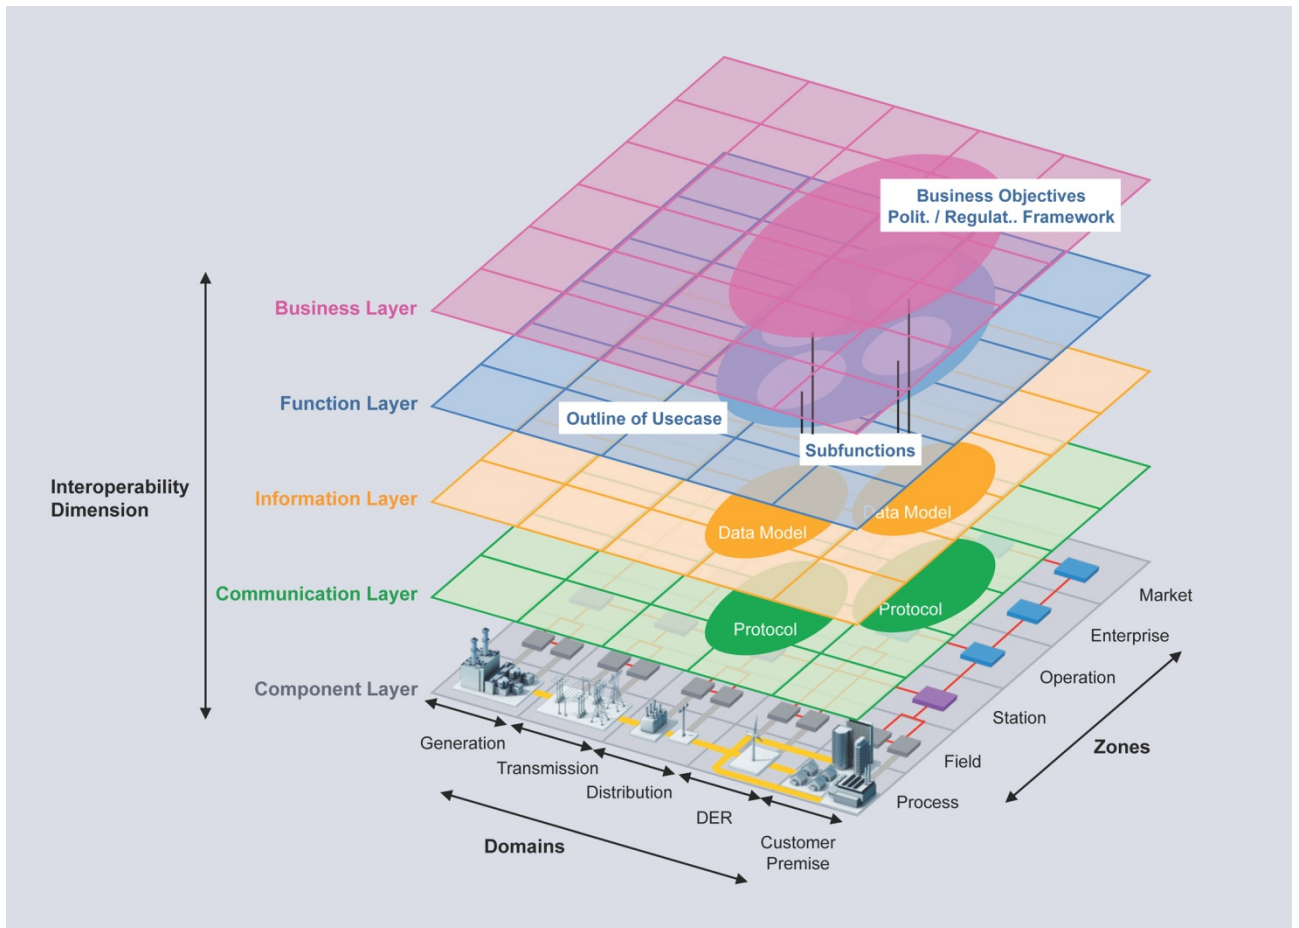 Business Objectives
Polit. / Regulat.. Framework
Business Layer
Function Layer
Outline of Usecase
Subfunctions
Interoperability
Dimension
Information Layer
Data Model
Data Model
Communication Layer
Protocol
Protocol
Component Layer
Market
Enterprise
Operation
Station
Field
Process
Zones
Generation
Transmission
Distribution
DER
Customer
Premise
Domains